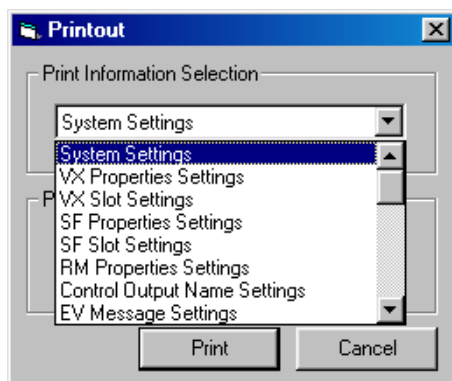 Printout
Print Information Selection
System Settings
System Settings
VX Properties Settings
VX Slot Settings
P
SF Properties Settings
SF Slot Settings
RM Properties Settings
Control Output Name Settings
EV Message Settings
Print
Cancel